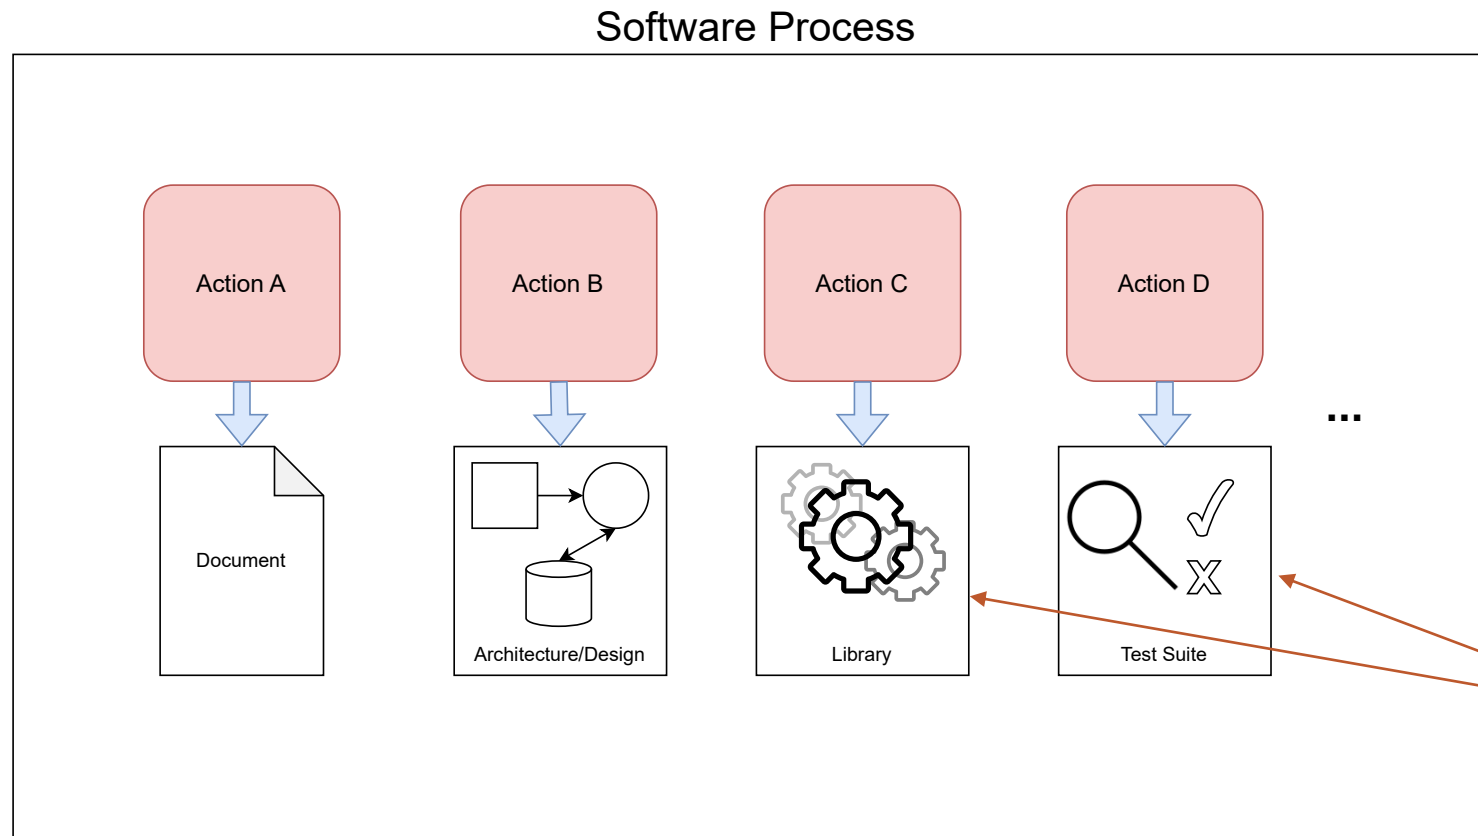 Software Process
Action A
Action B
Action C
Action D
...
Document
Architecture/Design
Library
Test Suite